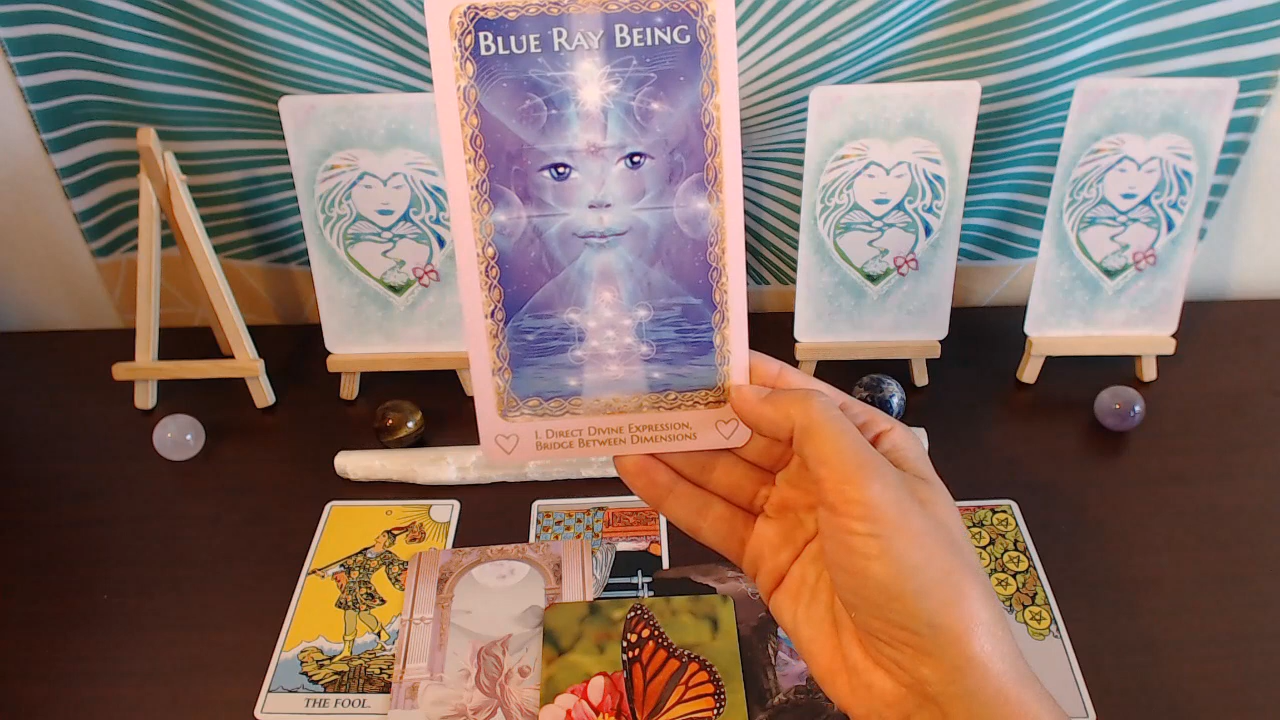 BLUE RAY BEING
1. DIRECT DIVINE EXPRESSION,
BRIDGE BETWEEN DIMENSIONS
THE FOOL.